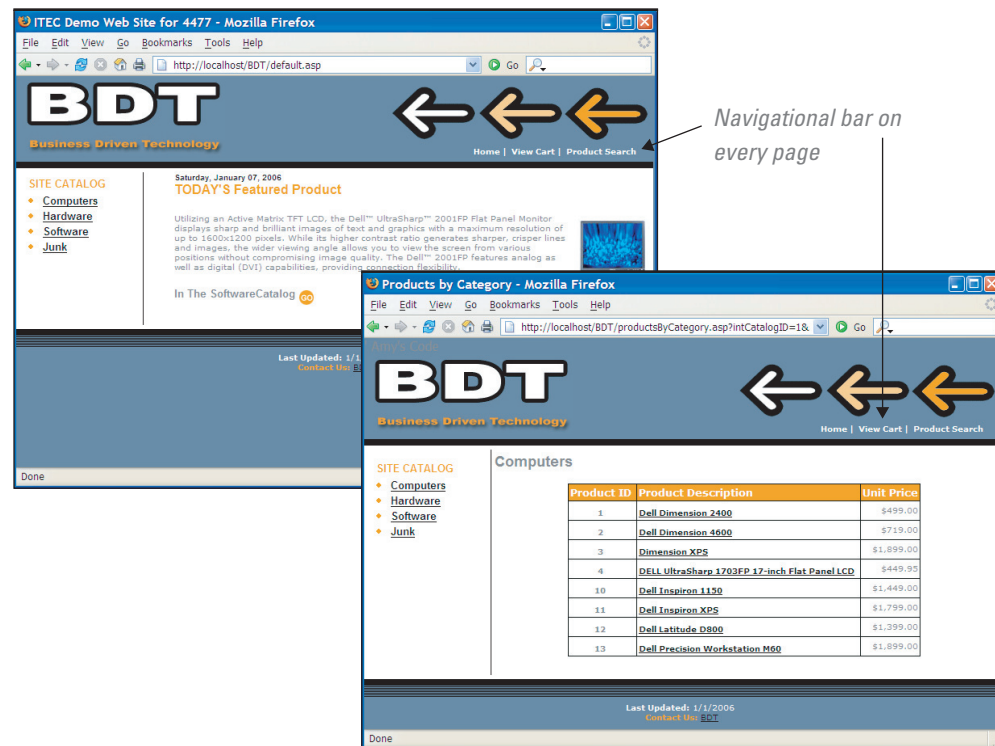 ITEC Demo Web Site for 4477 - Mozilla Firefox
File Edit View Go Bookmarks Tools Help
http://localhost/BDT/default.asp Go
BDT
Business Driven Technology
Home | View Cart | Product Search
Navigational bar on
every page
SITE CATALOG
Computers
Hardware
Software
Junk
Saturday, January 07, 2006
TODAY'S Featured Product
Utilizing an Active Matrix TFT LCD, the Dell™ UltraSharp™ 2001FP Flat Panel Monitor
displays sharp and brilliant images of text and graphics with a maximum resolution of
up to 1600x1200 pixels. While its higher contrast ratio generates sharper, crisper lines
and images, the wider viewing angle allows you to view the screen from various
positions without compromising image quality. The Dell™ 2001FP features analog as
well as digital (DVI) capabilities, providing connection flexibility.
In The SoftwareCatalog GO
Last Updated: 1/1
Contact Us:
Done
Products by Category - Mozilla Firefox
File Edit View Go Bookmarks Tools Help
http://localhost/BDT/productsByCategory.asp?intCatalogID=1& Go
Amy's Code
BDT
Business Driven Technology
Home | View Cart | Product Search
SITE CATALOG
Computers
Hardware
Software
Junk
Computers
Product ID Product Description Unit Price
1 Dell Dimension 2400 $499.00
2 Dell Dimension 4600 $719.00
3 Dimension XPS $1,899.00
4 DELL UltraSharp 1703FP 17-inch Flat Panel LCD $449.95
10 Dell Inspiron 1150 $1,449.00
11 Dell Inspiron XPS $1,799.00
12 Dell Latitude D800 $1,399.00
13 Dell Precision Workstation M60 $1,899.00
Last Updated: 1/1/2006
Contact Us: BDT
Done